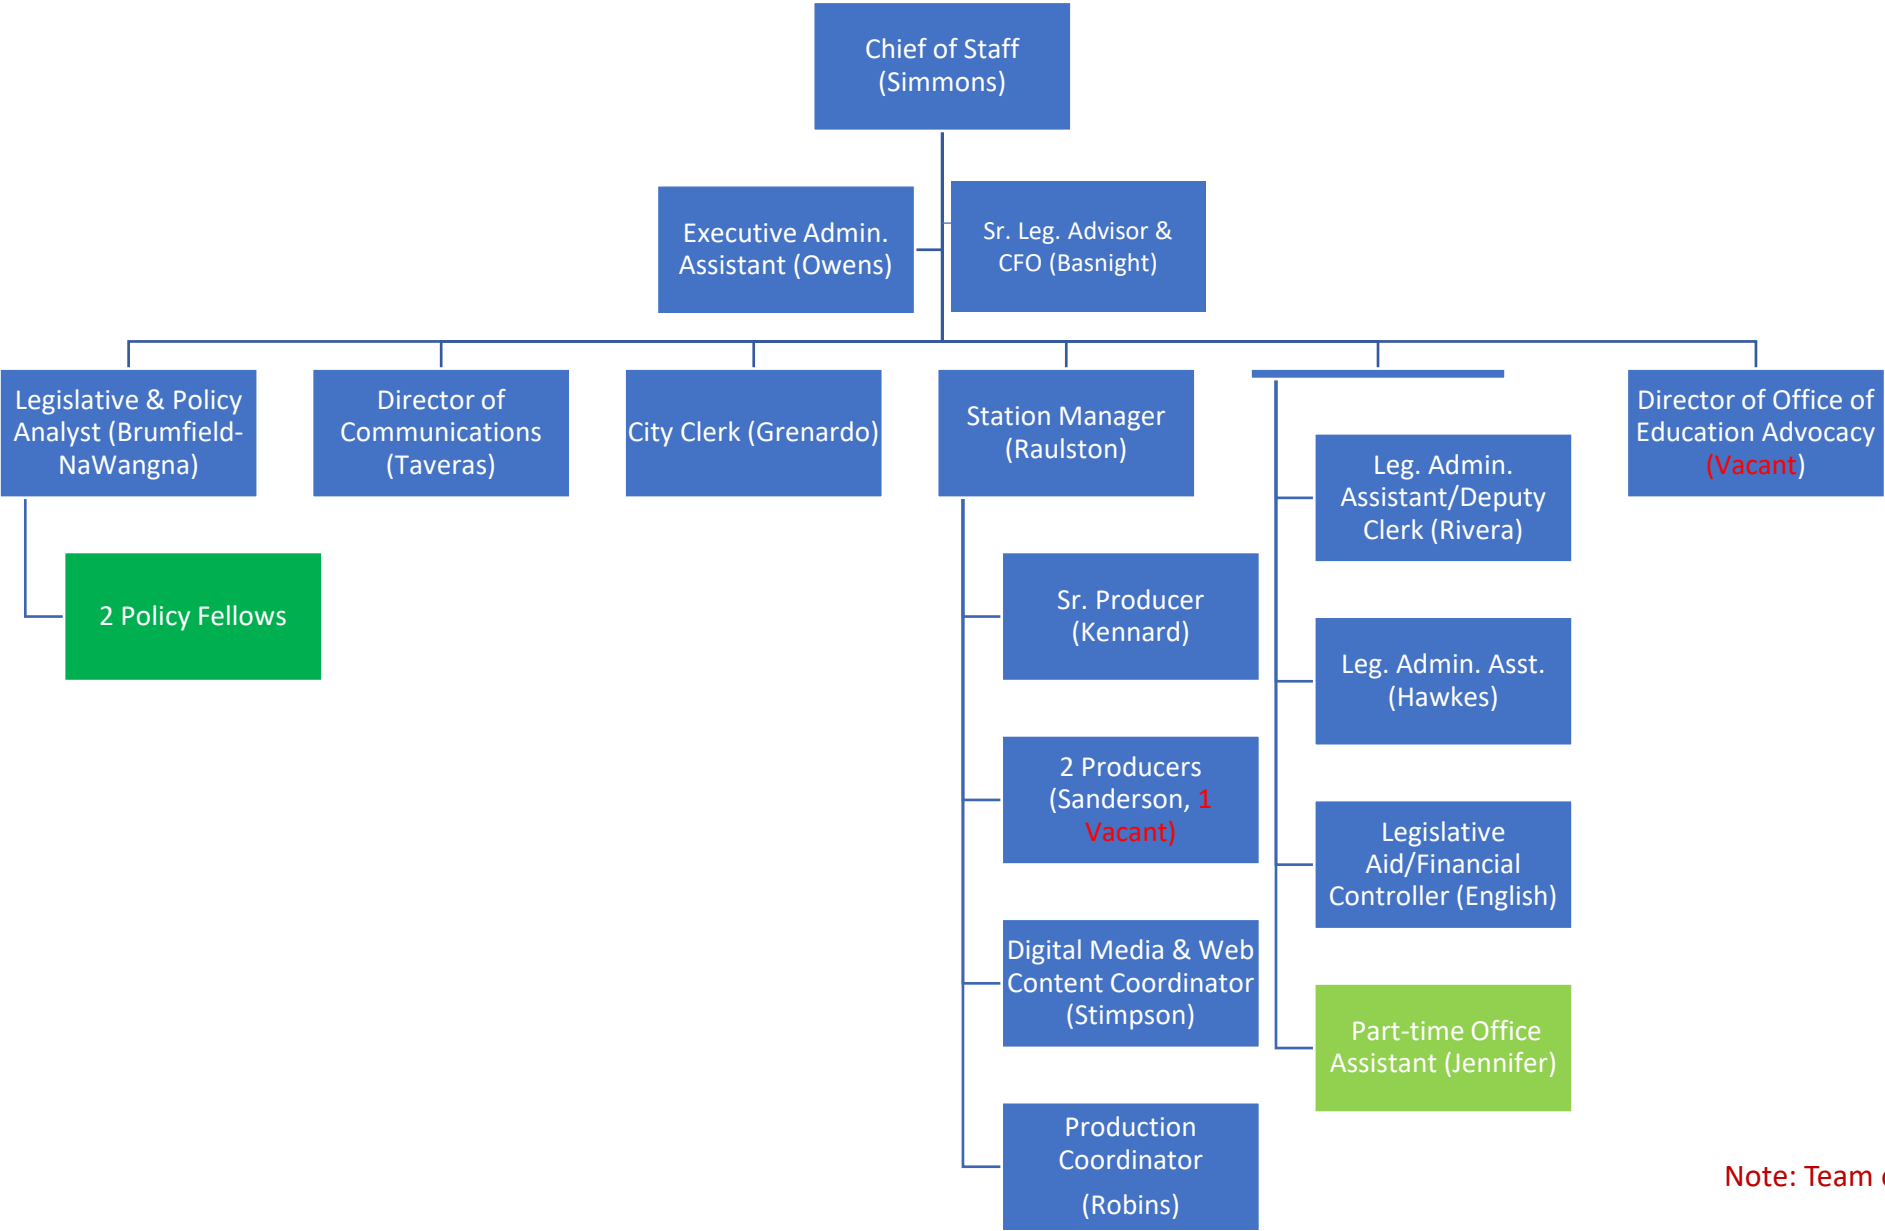 Chief of Staff
(Simmons)
Executive Admin.
Assistant (Owens)
Sr. Leg. Advisor &
CFO (Basnight)
Legislative & Policy
Analyst (Brumfield-
NaWangna)
Director of
Communications
(Taveras)
City Clerk (Grenardo)
Station Manager
(Raulston)
Director of Office of
Education Advocacy
(Vacant)
2 Policy Fellows
Sr. Producer
(Kennard)
2 Producers
(Sanderson, 1
Vacant)
Digital Media & Web
Content Coordinator
(Stimpson)
Production
Coordinator
(Robins)
Leg. Admin.
Assistant/Deputy
Clerk (Rivera)
Leg. Admin. Asst.
(Hawkes)
Legislative
Aid/Financial
Controller (English)
Part-time Office
Assistant (Jennifer)
Note: Team